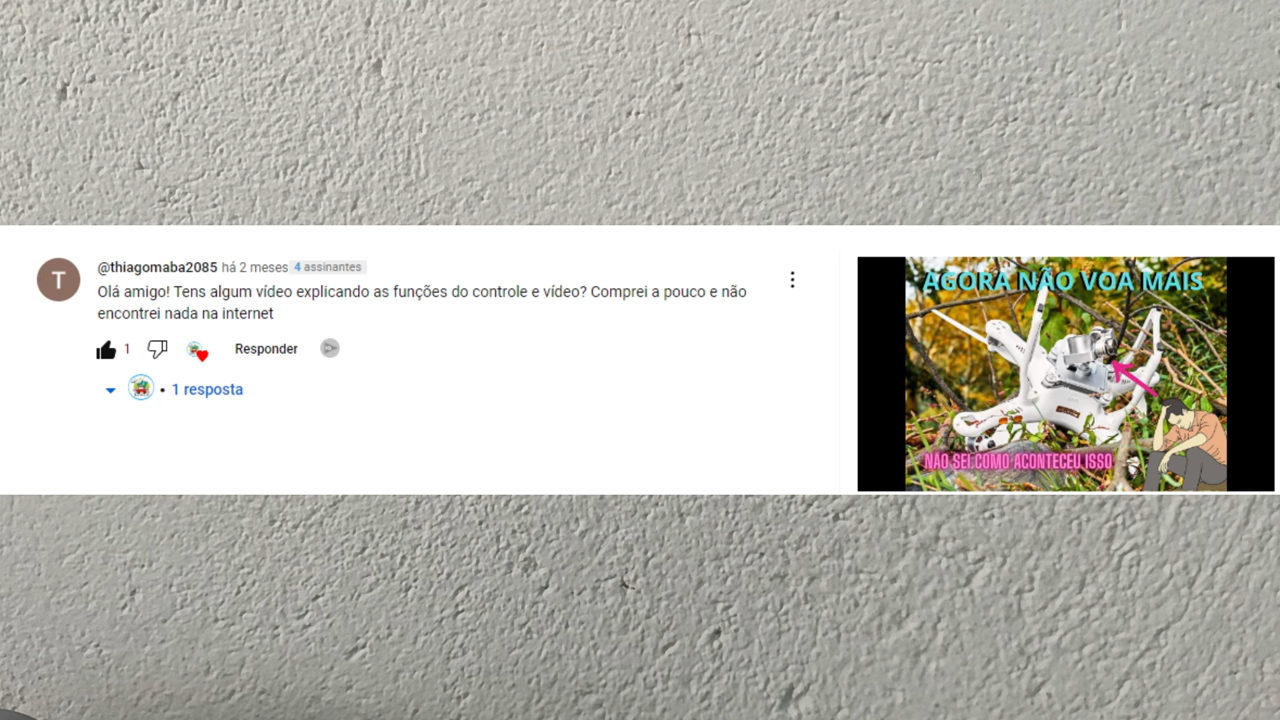 @thiagomaba2085 há 2 meses 4 assinantes
Olá amigo! Tens algum vídeo explicando as funções do controle e vídeo? Comprei a pouco e não
encontrei nada na internet
1 Responder
• 1 resposta
T
AGORA NÃO VOA MAIS
NÃO SEI COMO ACONTECEU ISSO